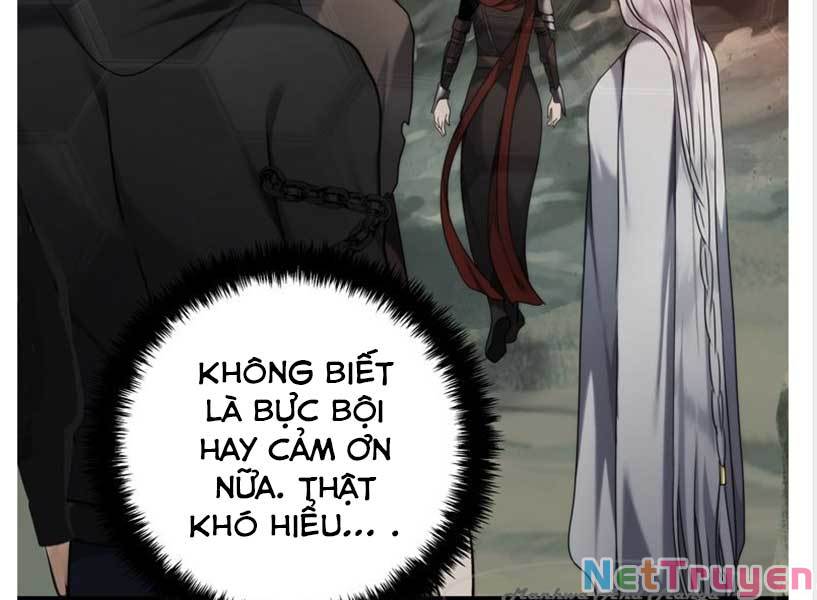 KHÔNG BIẾT
LÀ BỰC BỘI
HAY CẢM ƠN
NỮA. THẬT
KHÓ HIỂU... .
NetTruyen